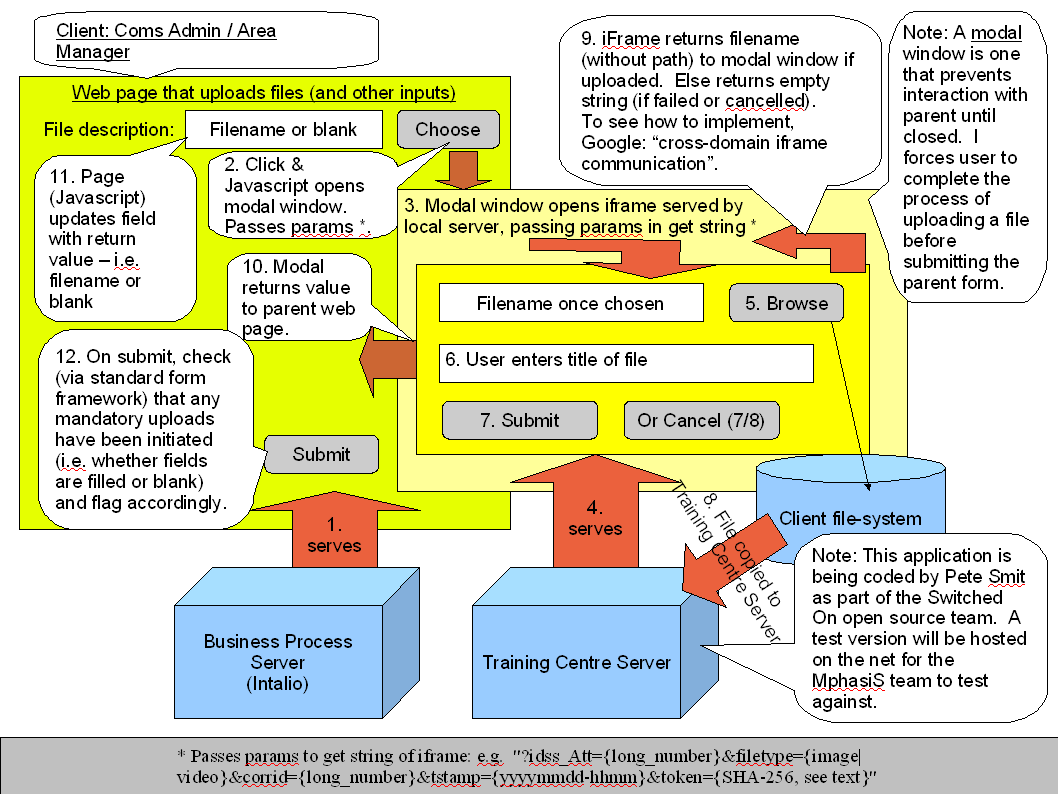 Client: Coms Admin / Area
Manager
Web page that uploads files (and other inputs)
File description:
Filename or blank
Choose
11. Page
(Javascript)
updates field
with return
value – i.e.
filename or
blank
2. Click &
Javascript opens
modal window.
Passes params *.
3. Modal window opens iframe served by
local server, passing params in get string *
9. iFrame returns filename
(without path) to modal window if
uploaded.  Else returns empty
string (if failed or cancelled).
To see how to implement,
Google: “cross-domain iframe
communication”.
Note: A modal
window is one
that prevents
interaction with
parent until
closed.  I
forces user to
complete the
process of
uploading a file
before
submitting the
parent form.
10. Modal
returns value
to parent web
page.
Filename once chosen
5. Browse
6. User enters title of file
7. Submit
Or Cancel (7/8)
12. On submit, check
(via standard form
framework) that any
mandatory uploads
have been initiated
(i.e. whether fields
are filled or blank)
and flag accordingly.
Submit
1.
serves
4.
serves
8. File copied to
Training Centre Server
Client file-system
Business Process
Server
(Intalio)
Training Centre Server
Note: This application is
being coded by Pete Smit
as part of the Switched
On open source team.  A
test version will be hosted
on the net for the
MphasiS team to test
against.
* Passes params to get string of iframe: e.g.  "?idss_Att={long_number}&filetype={image|
video}&corrid={long_number}&tstamp={yyyymmdd-hhmm}&token={SHA-256, see text}"